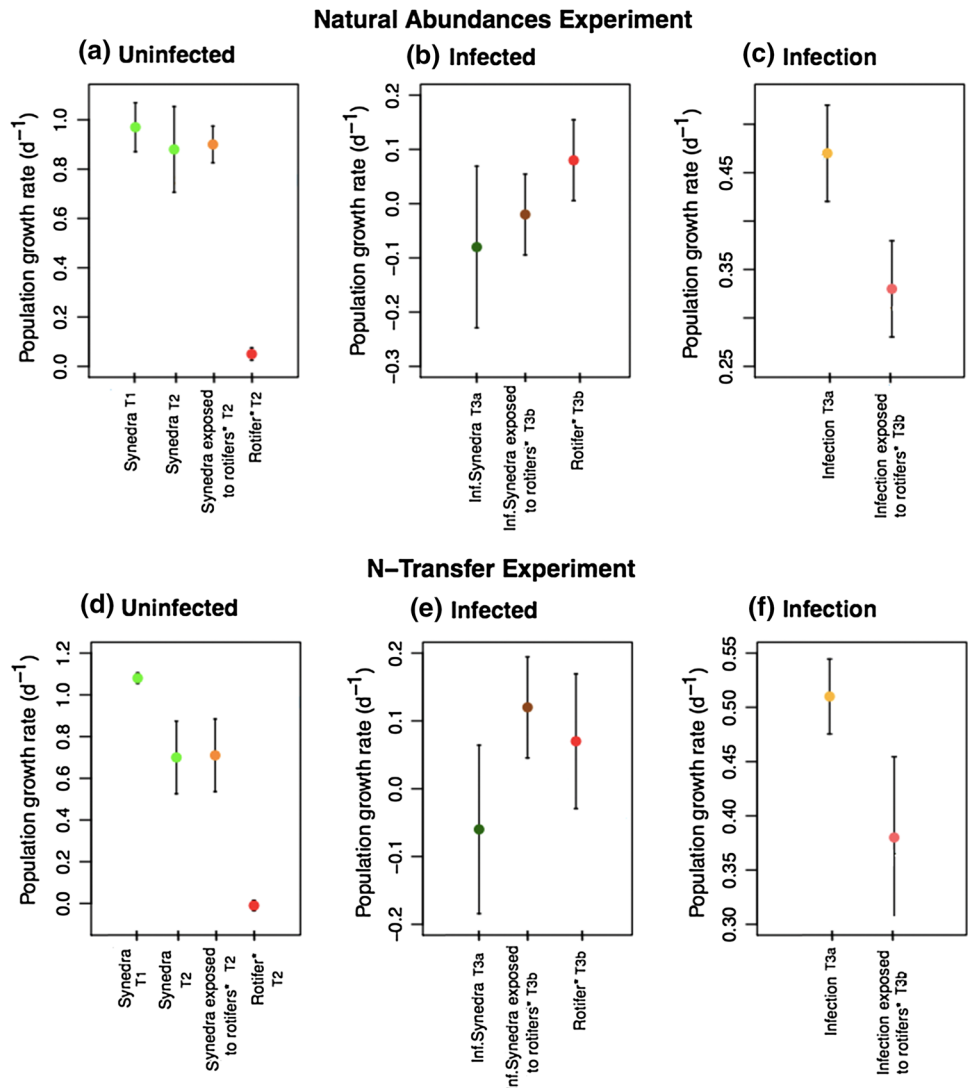 Natural Abundances Experiment
(a) Uninfected
(b) Infected
(c) Infection
Population growth rate (d−1)
0.0
0.2
0.4
0.6
0.8
1.0
Synedra T1
Synedra T2
Synedra exposed
to rotifers* T2
Rotifer* T2
Population growth rate (d−1)
−0.3
−0.2
−0.1
0.0
0.1
0.2
Inf.Synedra T3a
Inf.Synedra exposed
to rotifers* T3b
Rotifer* T3b
Population growth rate (d−1)
0.25
0.35
0.45
Infection T3a
Infection exposed
to rotifers* T3b
N−Transfer Experiment
(d) Uninfected
(e) Infected
(f) Infection
Population growth rate (d−1)
0.0
0.2
0.4
0.6
0.8
1.0
1.2
Synedra
T1
Synedra
T2
Synedra exposed
to rotifers* T2
Rotifer*
T2
Population growth rate (d−1)
−0.2
−0.1
0.0
0.1
0.2
Inf.Synedra T3a
nf.Synedra exposed
to rotifers* T3b
Rotifer* T3b
Population growth rate (d−1)
0.30
0.35
0.40
0.45
0.50
0.55
Infection T3a
Infection exposed
to rotifers* T3b